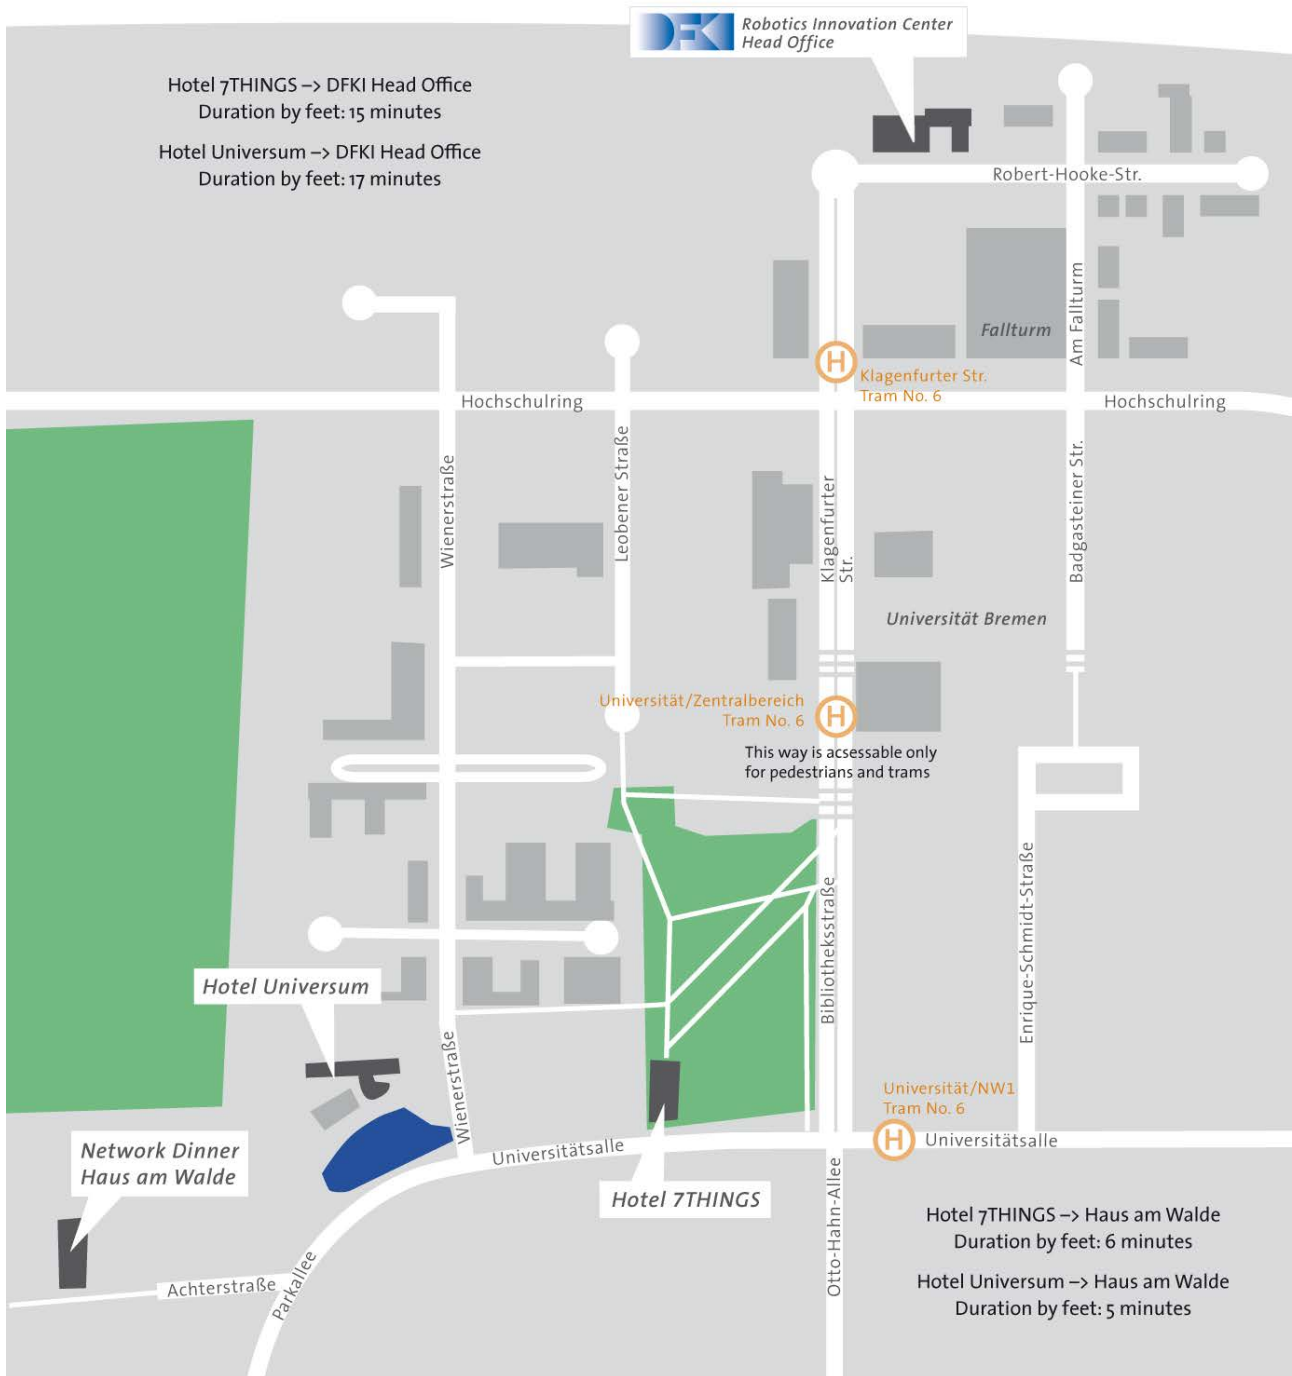 DFKI
Robotics Innovation Center
Head Office
Hotel 7THINGS –> DFKI Head Office
Duration by feet: 15 minutes
Hotel Universum –> DFKI Head Office
Duration by feet: 17 minutes
Robert-Hooke-Str.
Am Fallturm
Fallturm
H
Klagenfurter Str.
Tram No. 6
Hochschulring
Hochschulring
Wienerstraße
Leobener Straße
Klagenfurter
Str.
Badgasteiner Str.
Universität Bremen
Universität/Zentralbereich
Tram No. 6
H
This way is acsessable only
for pedestrians and trams
Bibliotheksstraße
Enrique-Schmidt-Straße
Hotel Universum
Wienerstraße
Universität/NW1
Tram No. 6
H
Universitätsalle
Universitätsalle
Network Dinner
Haus am Walde
Hotel 7THINGS
Otto-Hahn-Allee
Achterstraße
Parkallee
Hotel 7THINGS –> Haus am Walde
Duration by feet: 6 minutes
Hotel Universum –> Haus am Walde
Duration by feet: 5 minutes